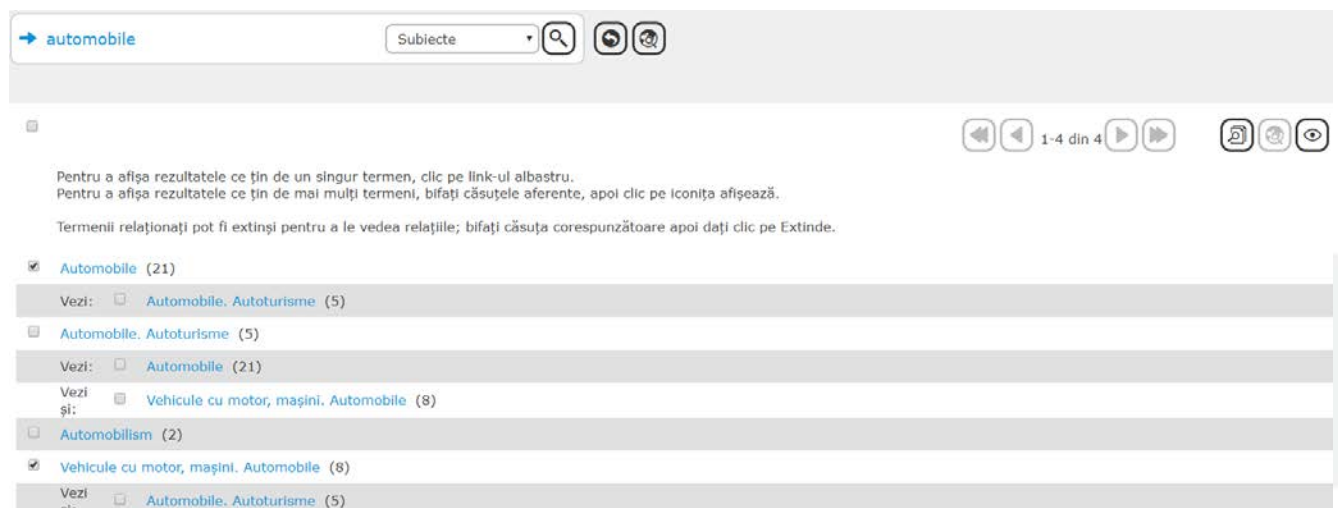 automobile Subiecte
1-4 din 4
Pentru a afișa rezultatele ce țin de un singur termen, clic pe link-ul albastru.
Pentru a afișa rezultatele ce țin de mai mulți termeni, bifați căsuțele aferente, apoi clic pe iconița afișează.
Termenii relaționați pot fi extinși pentru a le vedea relațiile; bifați căsuța corespunzătoare apoi dați clic pe Extinde.
Automobile (21)
Vezi: Automobile. Autoturisme (5)
Automobile. Autoturisme (5)
Vezi: Automobile (21)
Vezi
și: Vehicule cu motor, mașini. Automobile (8)
Automobilism (2)
Vehicule cu motor, mașini. Automobile (8)
Vezi
Automobile. Autoturisme (5)